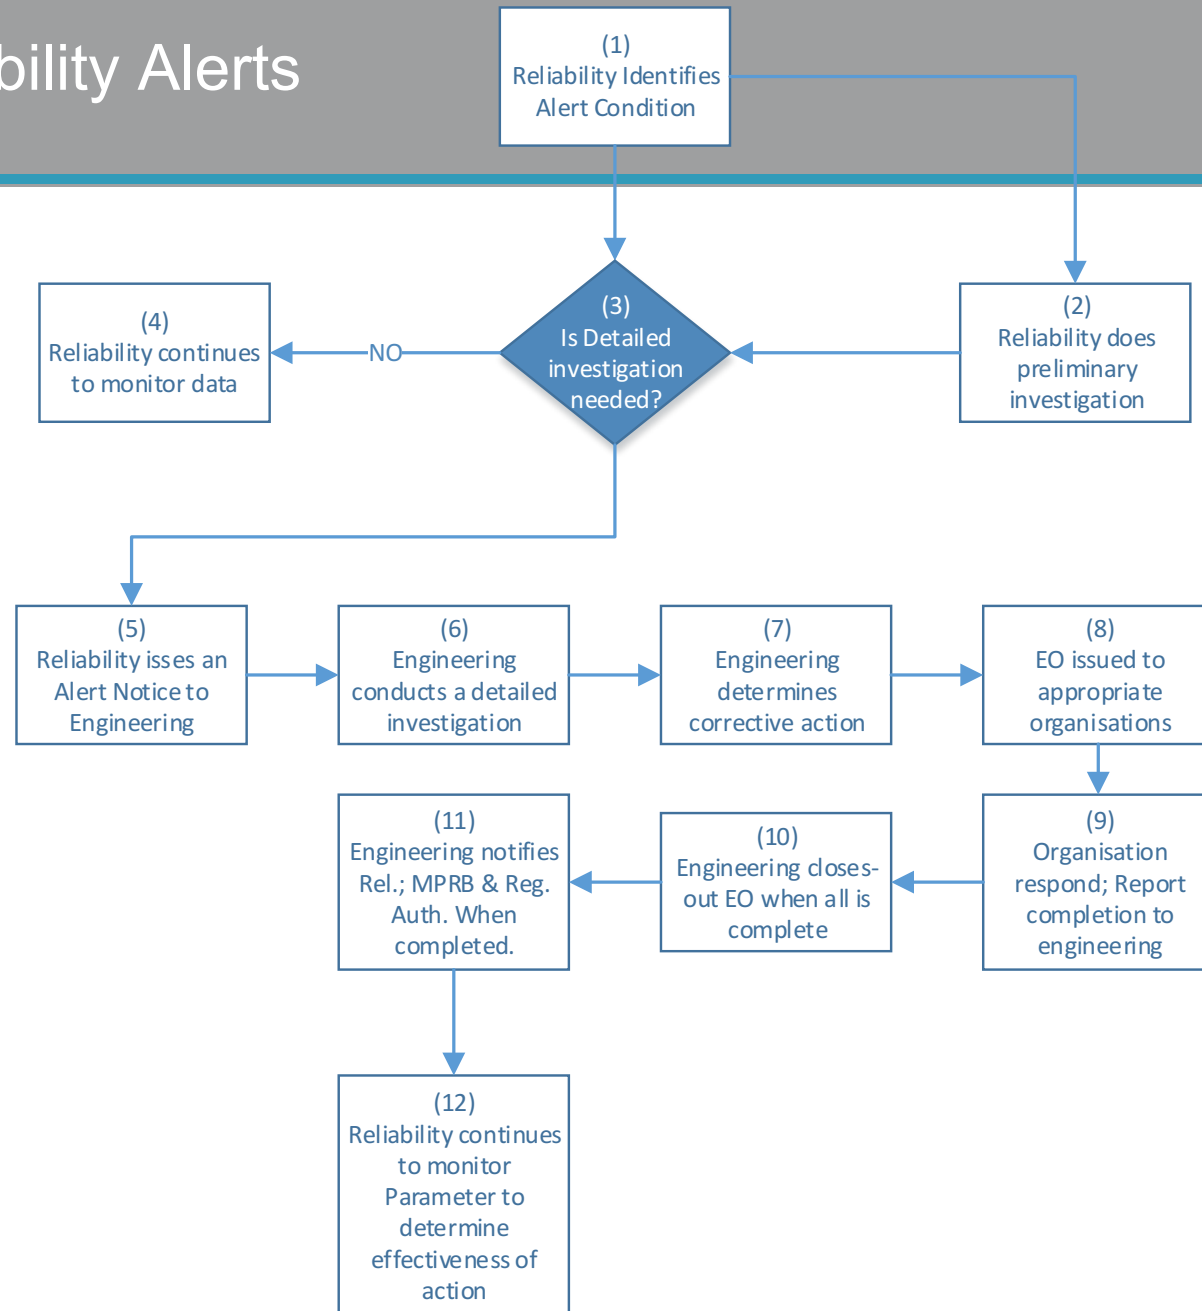 bility Alerts
(1)
Reliability Identifies
Alert Condition
(4)
Reliability continues
to monitor data
NO
(3)
Is Detailed
investigation
needed?
(2)
Reliability does
preliminary
investigation
(5)
Reliability isses an
Alert Notice to
Engineering
(6)
Engineering
conducts a detailed
investigation
(7)
Engineering
determines
corrective action
(8)
EO issued to
appropriate
organisations
(11)
Engineering notifies
Rel.; MPRB & Reg.
Auth. When
completed.
(10)
Engineering closes-
out EO when all is
complete
(9)
Organisation
respond; Report
completion to
engineering
(12)
Reliability continues
to monitor
Parameter to
determine
effectiveness of
action